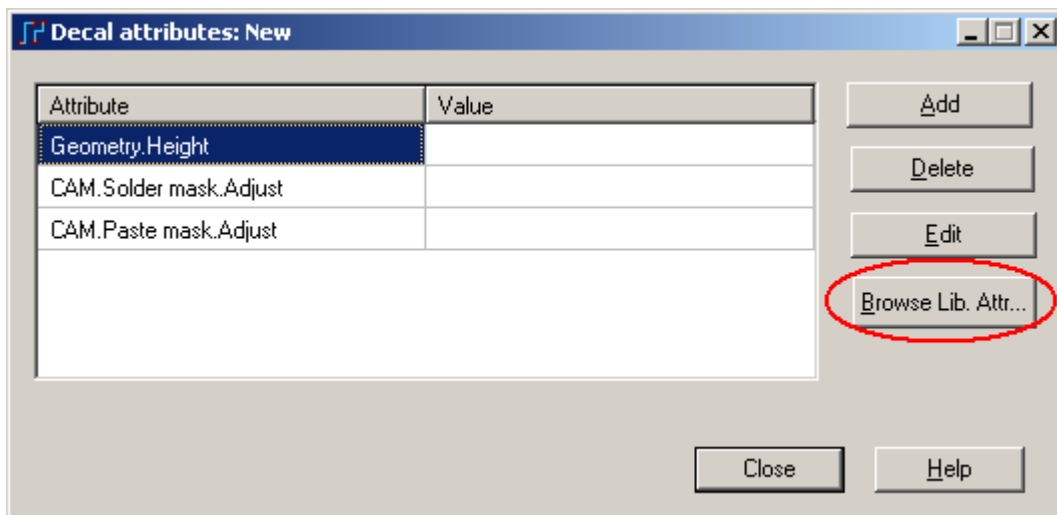 Decal attributes: New
Attribute Value
Geometry.Height
CAM.Solder mask.Adjust
CAM.Paste mask.Adjust
Add
Delete
Edit
Browse Lib. Attr...
Close Help